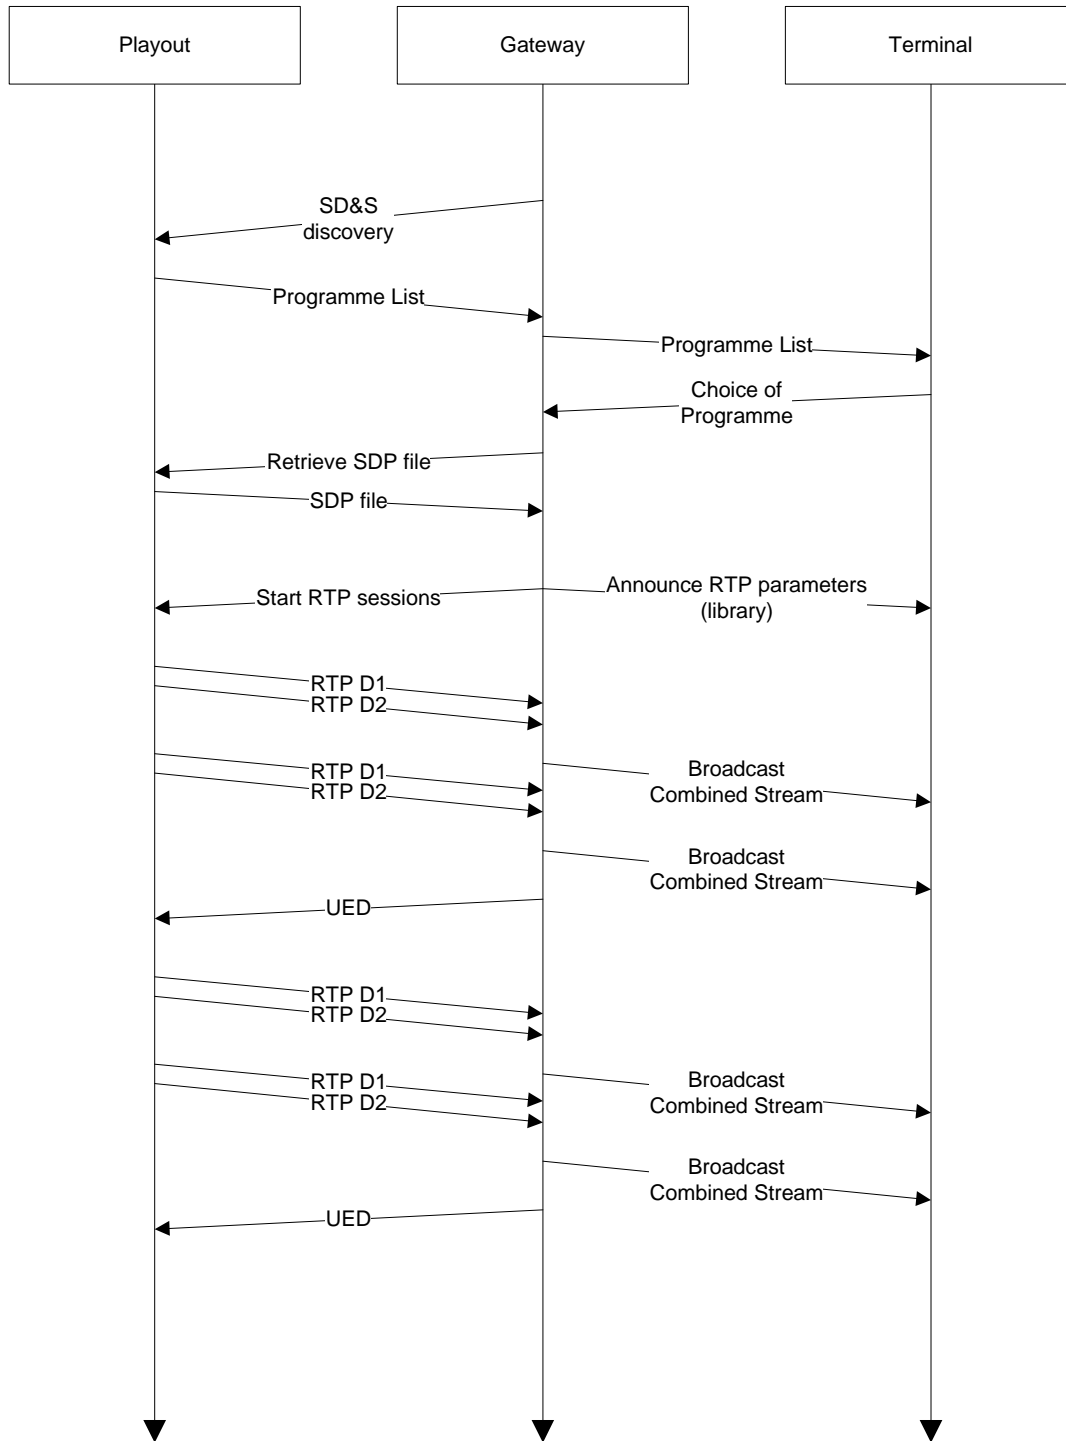 Playout
Gateway
Terminal
SD&S
discovery
Programme List
Programme List
Choice of
Programme
Retrieve SDP file
SDP file
Start RTP sessions
Announce RTP parameters
(library)
RTP D1
RTP D2
RTP D1
RTP D2
Broadcast
Combined Stream
Broadcast
Combined Stream
UED
RTP D1
RTP D2
RTP D1
RTP D2
Broadcast
Combined Stream
Broadcast
Combined Stream
UED